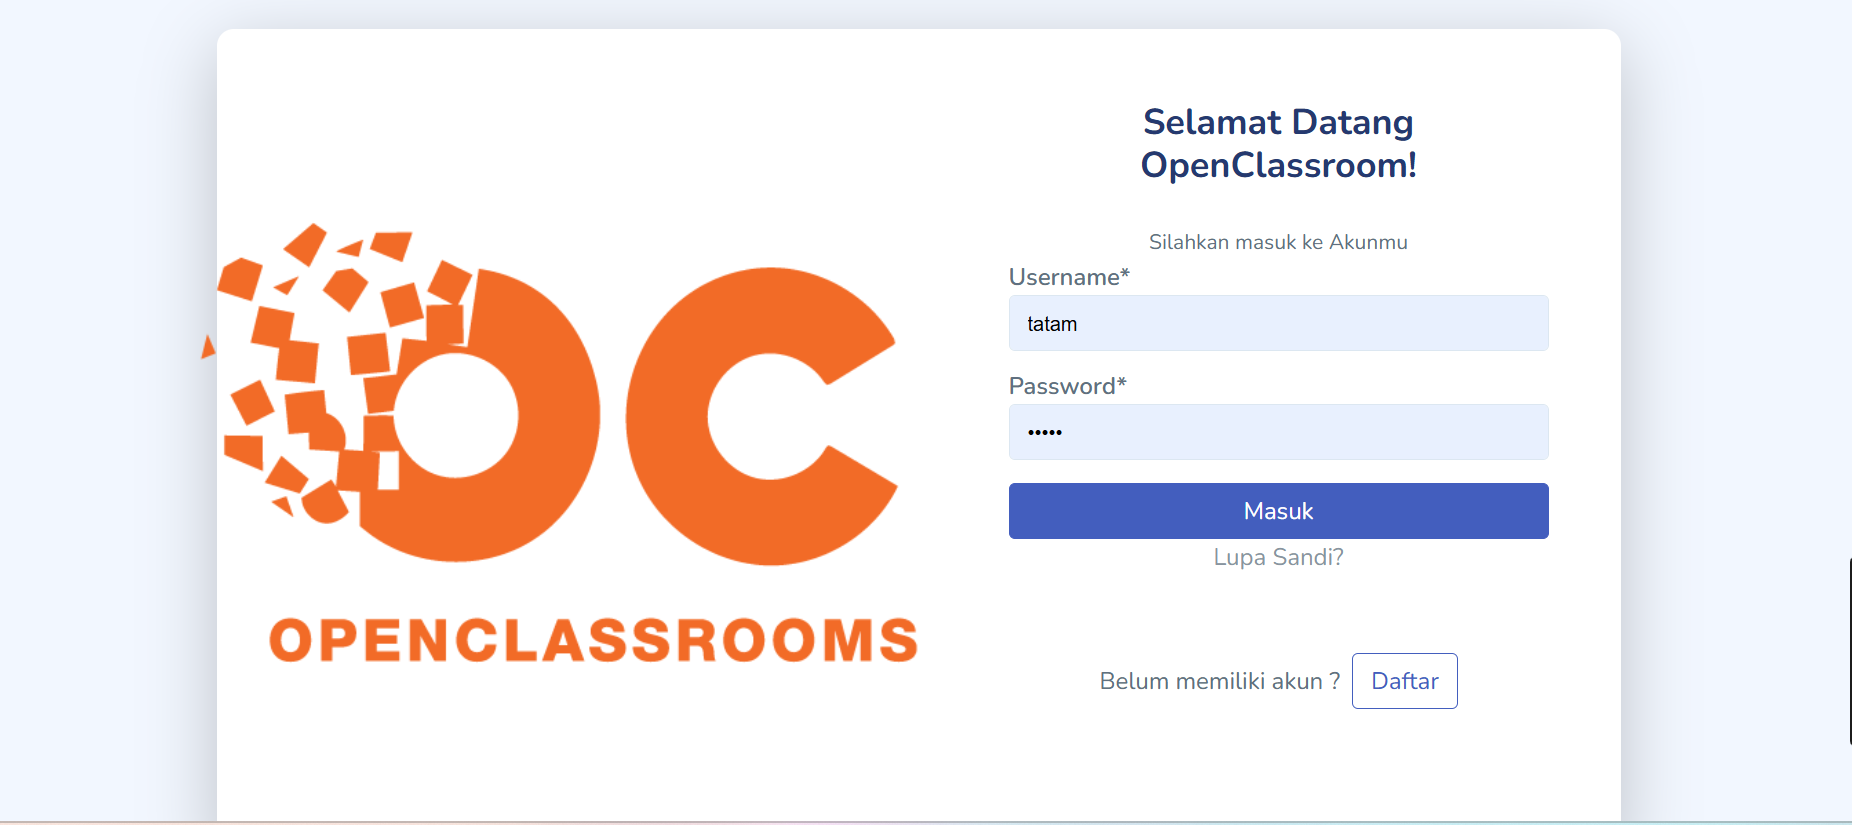 OPENCLASSROOMS
Selamat Datang
OpenClassroom!
Silahkan masuk ke Akunmu
Username*
tatam
Password*
•••••
Masuk
Lupa Sandi?
Belum memiliki akun ? Daftar